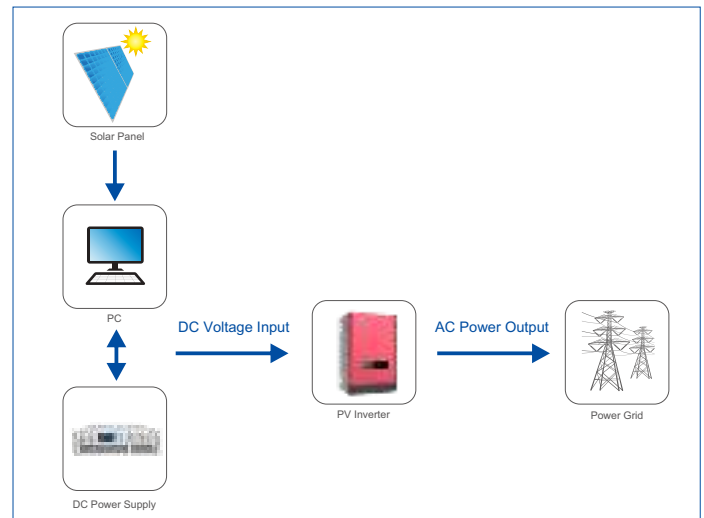 Solar Panel
PC
DC Voltage Input
AC Power Output
PV Inverter
Power Grid
DC Power Supply